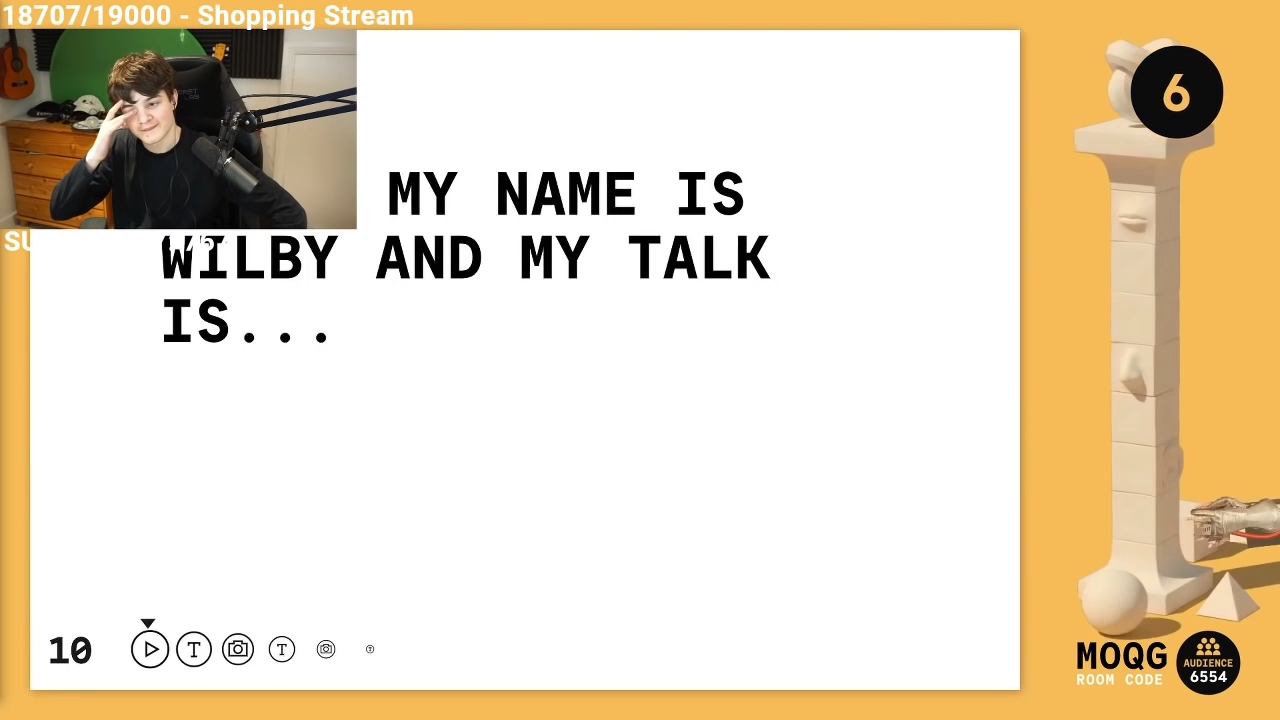 18707/19000 - Shopping Stream
6
MY NAME IS
WILBY AND MY TALK
IS...
10
T
T
MOQG
ROOM CODE
AUDIENCE
6554